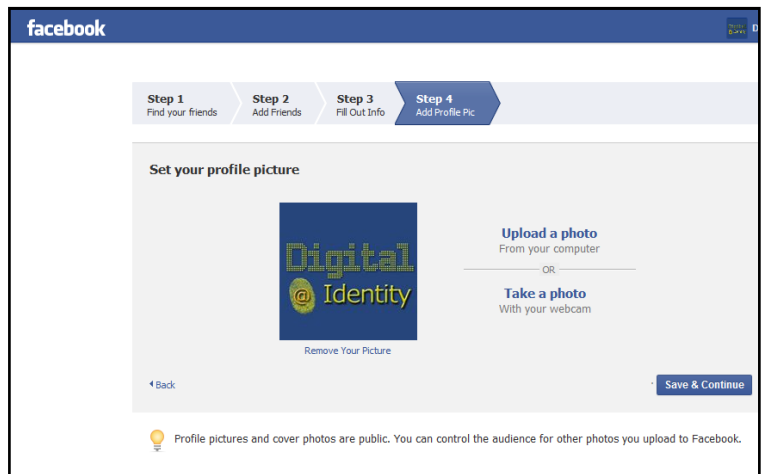 facebook
D
Step 1
Find your friends
Step 2
Add Friends
Step 3
Fill Out Info
Step 4
Add Profile Pic
Set your profile picture
Digital
@ Identity
Remove Your Picture
Upload a photo
From your computer
OR
Take a photo
With your webcam
Back
Save & Continue
Profile pictures and cover photos are public. You can control the audience for other photos you upload to Facebook.